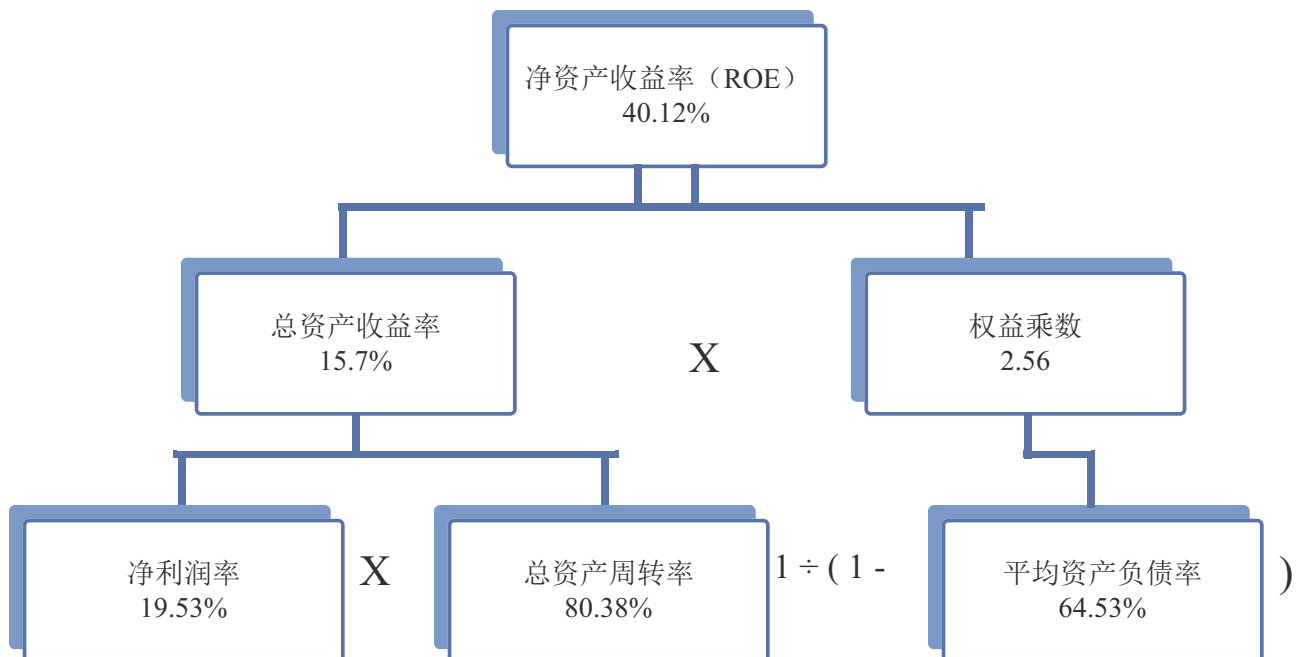 净资产收益率（ROE）
40.12%
总资产收益率
15.7%
X
权益乘数
2.56
净利润率
19.53%
X
总资产周转率
80.38%
1 ÷ ( 1 -
平均资产负债率
64.53%
)